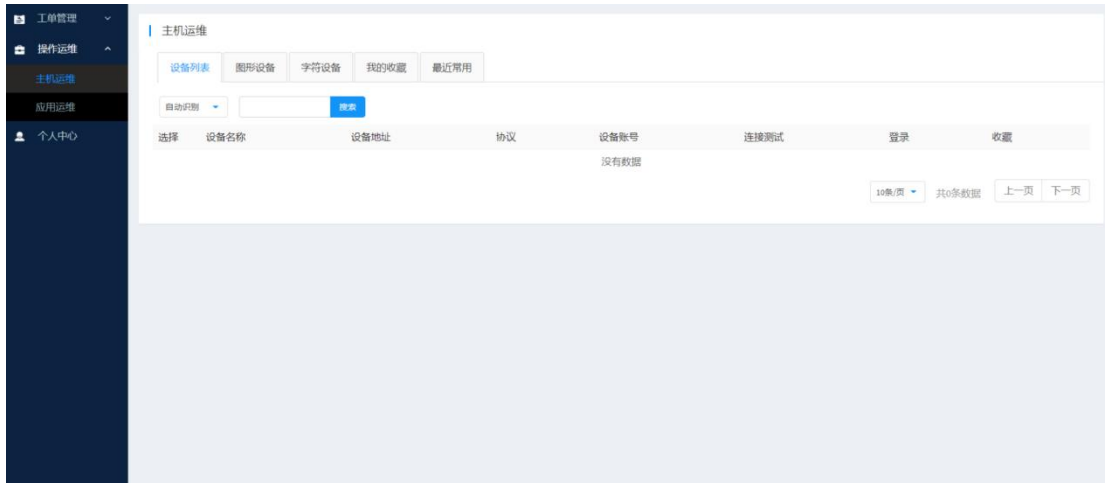 工单管理
操作运维
主机运维
应用运维
个人中心
主机运维
设备列表 图形设备 字符设备 我的收藏 最近常用
自动识别 搜索
选择 设备名称 设备地址 协议 设备账号 连接测试 登录 收藏
没有数据
10条/页 共0条数据 上一页 下一页